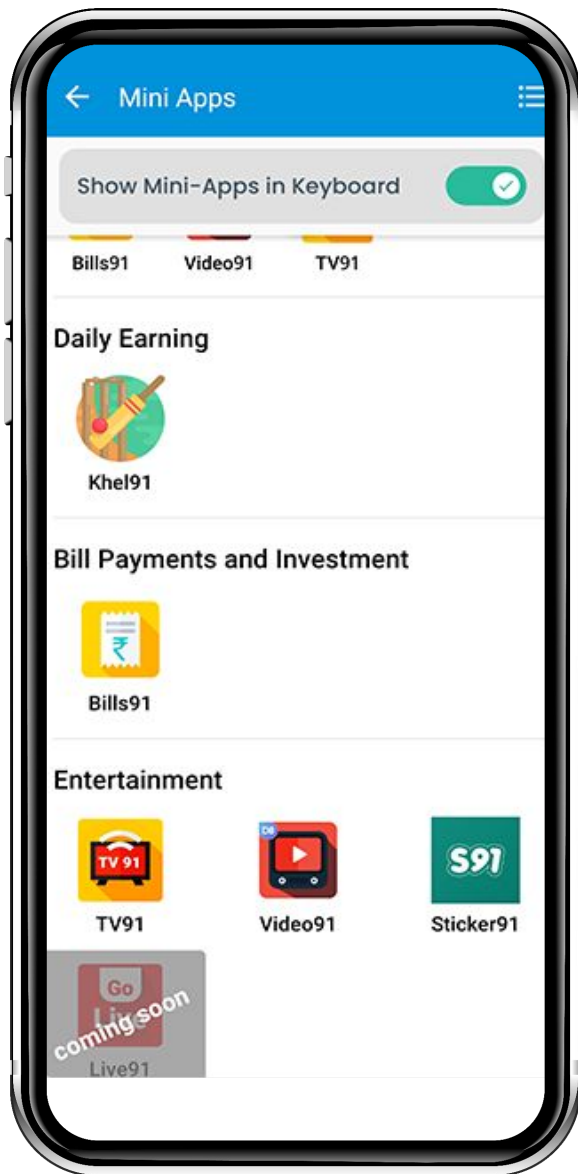 Mini Apps
Show Mini-Apps in Keyboard
Bills91 Video91 TV91
Daily Earning
Khel91
Bill Payments and Investment
₹
Bills91
Entertainment
TV 91
S91
TV91 Video91 Sticker91
Go
Live
coming soon
Live91